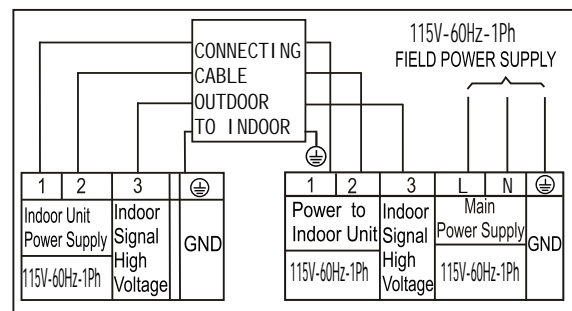 115V-60Hz-1Ph
FIELD POWER SUPPLY
CONNECTING
CABLE
OUTDOOR
TO INDOOR
1 2 3
Indoor Unit
Power Supply
115V-60Hz-1Ph
Indoor
Signal
High
Voltage
GND
1 2 3 L N
Power to
Indoor Unit
115V-60Hz-1Ph
Indoor
Signal
High
Voltage
Main
Power Supply
115V-60Hz-1Ph
GND